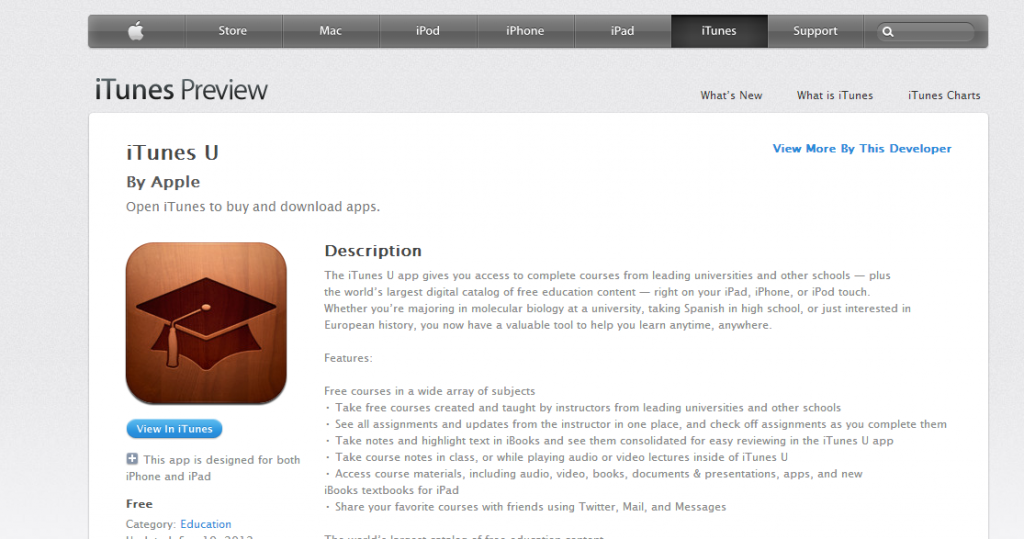 Store Mac iPod iPhone iPad iTunes Support
iTunes Preview
What's New What is iTunes iTunes Charts
iTunes U
View More By This Developer
By Apple
Open iTunes to buy and download apps.
Description
The iTunes U app gives you access to complete courses from leading universities and other schools — plus
the world's largest digital catalog of free education content — right on your iPad, iPhone, or iPod touch.
Whether you're majoring in molecular biology at a university, taking Spanish in high school, or just interested in
European history, you now have a valuable tool to help you learn anytime, anywhere.
Features:
Free courses in a wide array of subjects
• Take free courses created and taught by instructors from leading universities and other schools
• See all assignments and updates from the instructor in one place, and check off assignments as you complete them
• Take notes and highlight text in iBooks and see them consolidated for easy reviewing in the iTunes U app
• Take course notes in class, or while playing audio or video lectures inside of iTunes U
• Access course materials, including audio, video, books, documents & presentations, apps, and new
iBooks textbooks for iPad
• Share your favorite courses with friends using Twitter, Mail, and Messages
View In iTunes
This app is designed for both
iPhone and iPad
Free
Category: Education